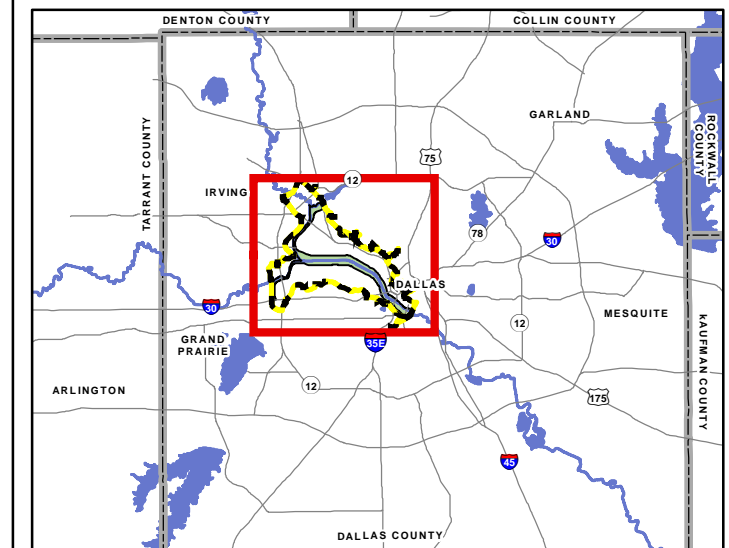 DENTON COUNTY
COLLIN COUNTY
GARLAND
TARRANT COUNTY
ROCKWALL
COUNTY
75
12
IRVING
78
30
DALLAS
30
MESQUITE
12
GRAND
PRAIRIE
35E
kAUFMAN COUNTY
12
ARLINGTON
175
45
DALLAS COUNTY